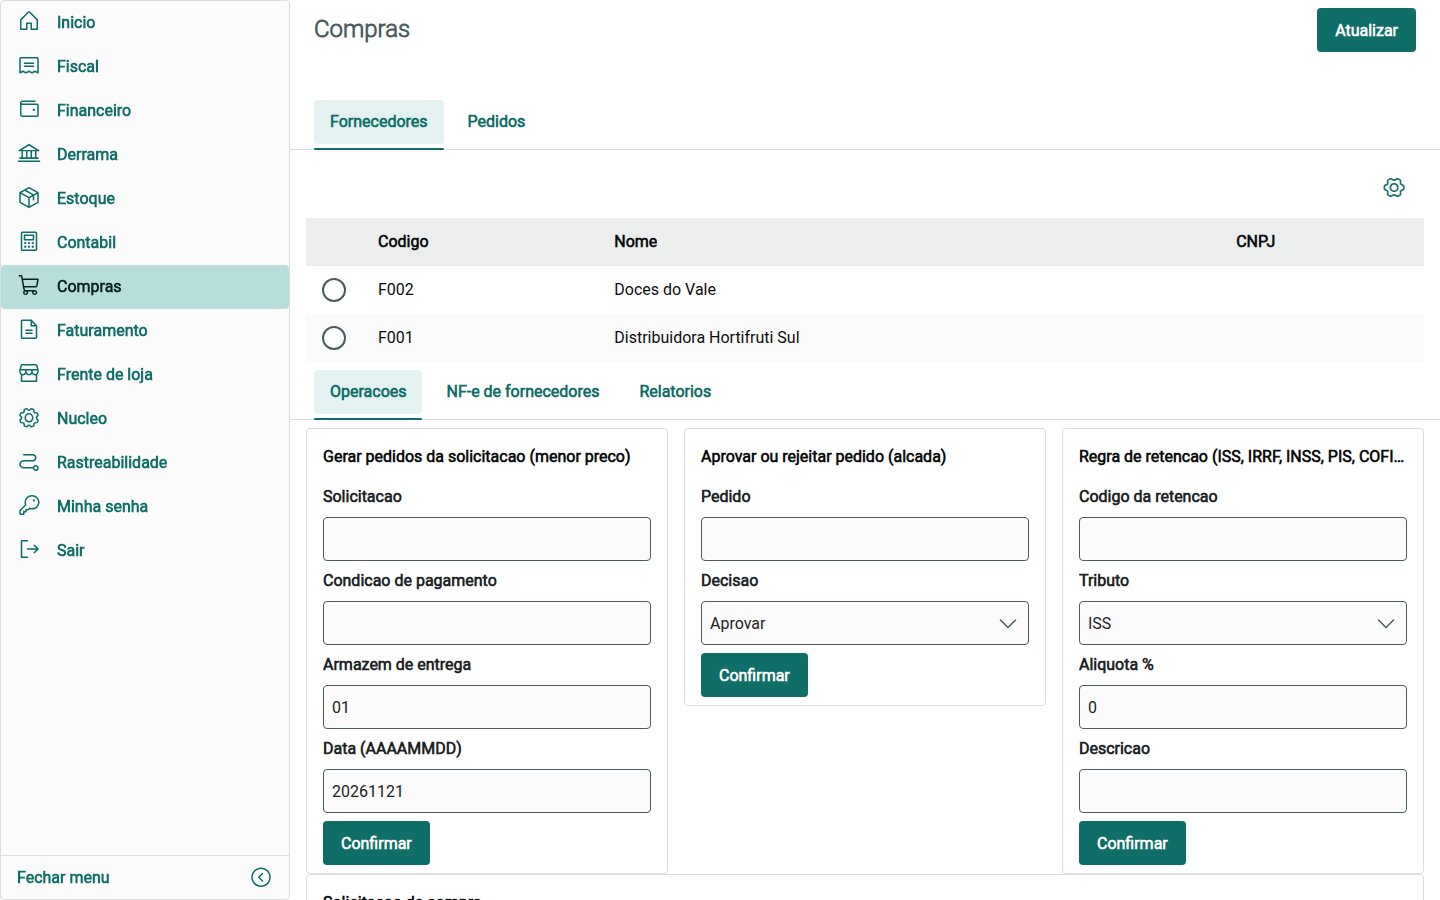 Inicio
Fiscal
Financeiro
Derrama
Estoque
Contabil
Compras
Faturamento
Frente de loja
Nucleo
Rastreabilidade
Minha senha
Sair
Fechar menu
Compras
Atualizar
Fornecedores
Pedidos
Codigo
Nome
CNPJ
F002
Doces do Vale
F001
Distribuidora Hortifruti Sul
Operacoes
NF-e de fornecedores
Relatorios
Gerar pedidos da solicitacao (menor preco)
Solicitacao
Condicao de pagamento
Armazem de entrega
01
Data (AAAAMMDD)
20261121
Confirmar
Aprovar ou rejeitar pedido (alcada)
Pedido
Decisao
Aprovar
Confirmar
Regra de retencao (ISS, IRRF, INSS, PIS, COFI...
Codigo da retencao
Tributo
ISS
Aliquota %
0
Descricao
Confirmar
Solicitacao de compra